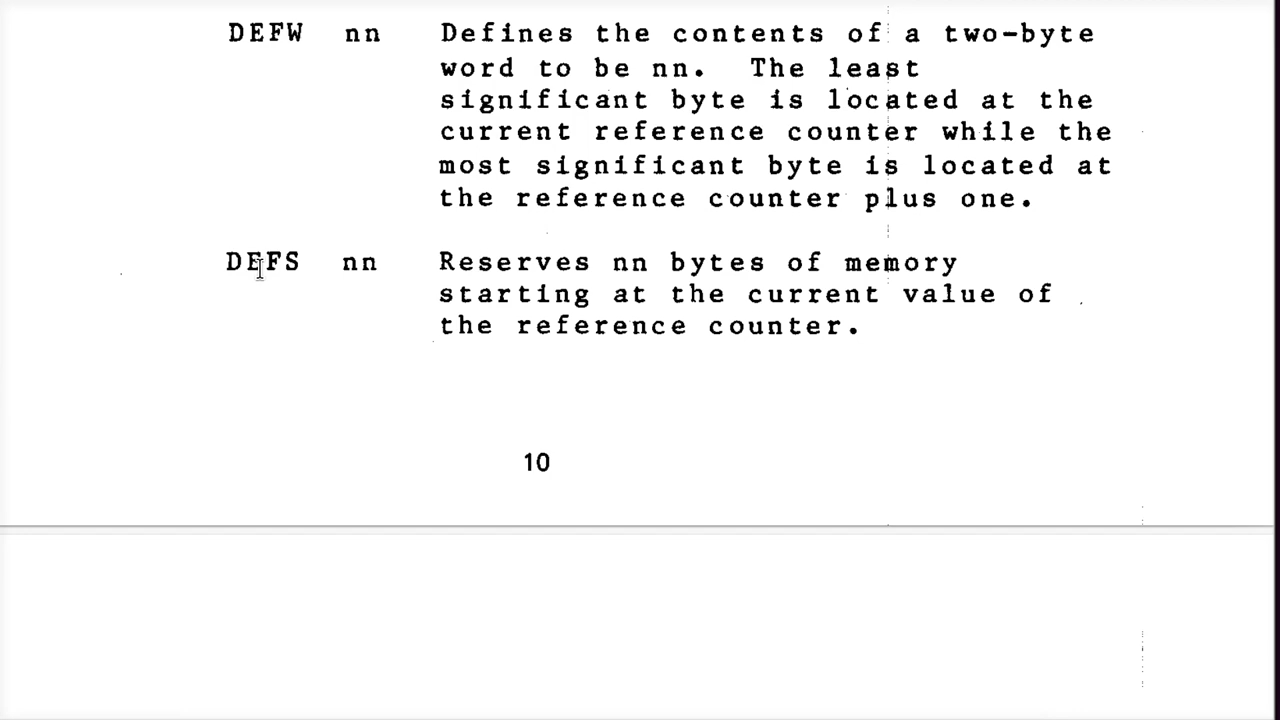 DEFW nn Defines the contents of a two-byte
word to be nn. The least
significant byte is located at the
current reference counter while the
most significant byte is located at
the reference counter plus one.
DEFS nn Reserves nn bytes of memory
starting at the current value of
the reference counter.
10